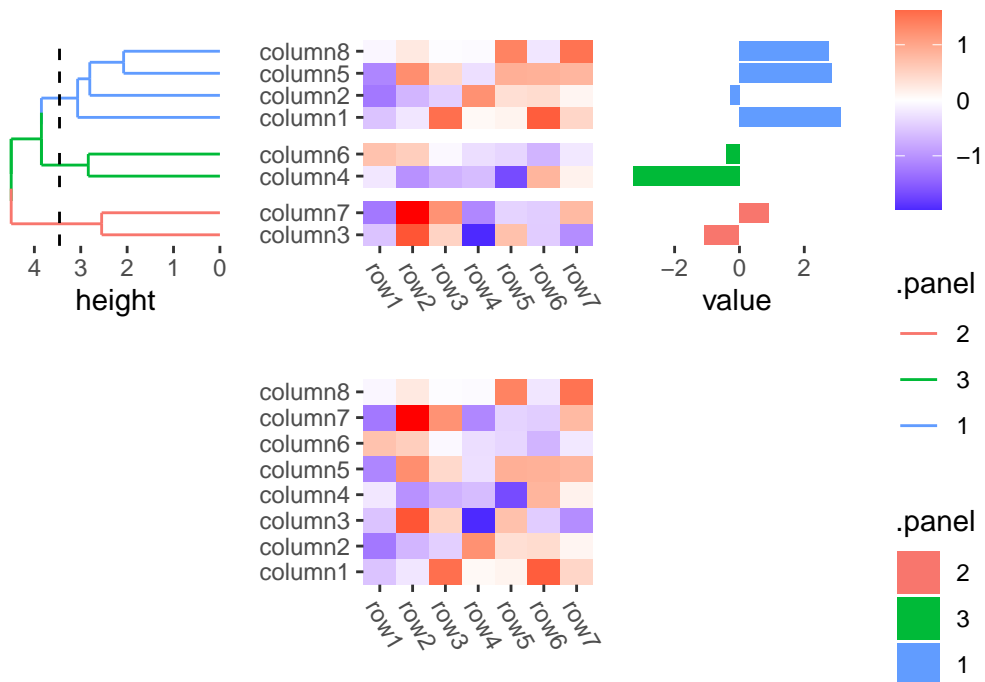 column8
column5
column2
column1
column6
column4
column7
column3
4 3 2 1 0
height
row1 row2 row3 row4 row5 row6 row7
−2 0 2
value
1
0
−1
.panel
2
3
1
column8
column7
column6
column5
column4
column3
column2
column1
row1 row2 row3 row4 row5 row6 row7
.panel
2
3
1